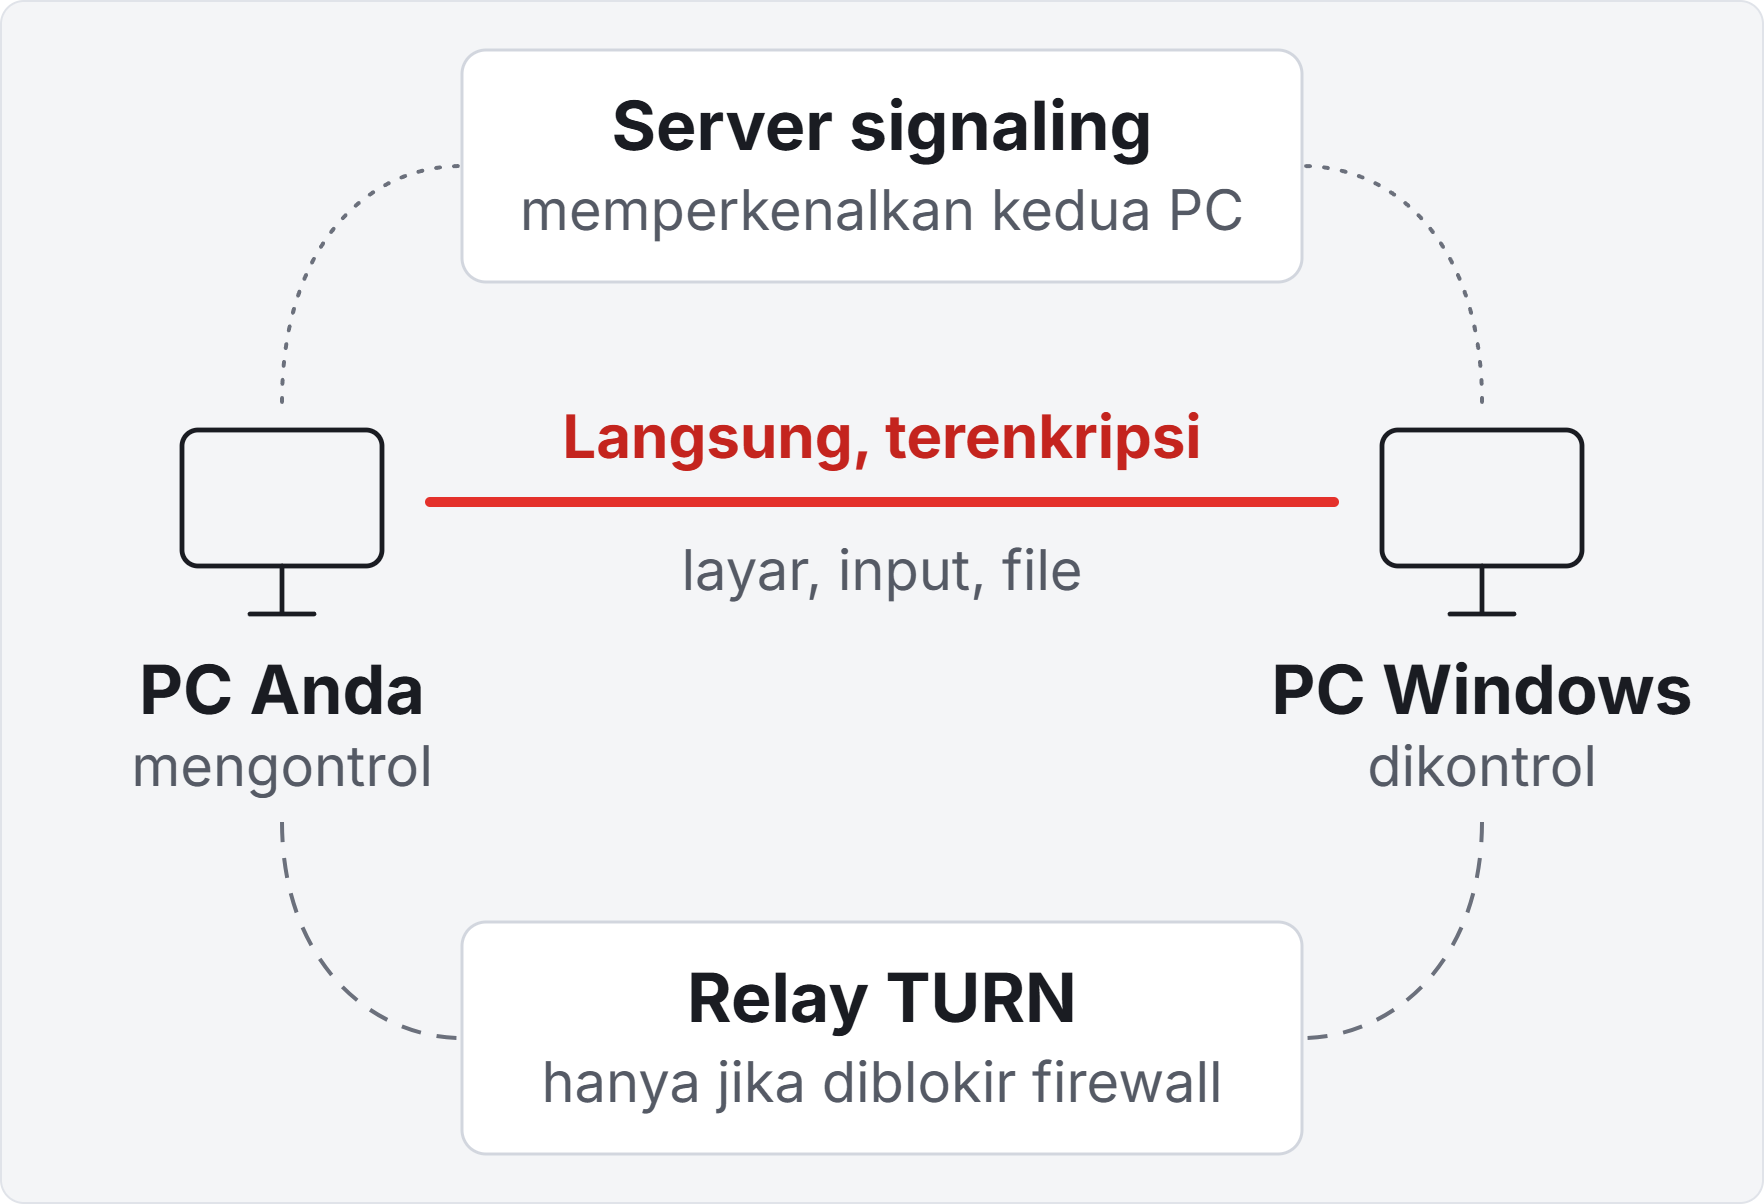 Server signaling
memperkenalkan kedua PC
Langsung, terenkripsi
layar, input, file
PC Anda
mengontrol
PC Windows
dikontrol
Relay TURN
hanya jika diblokir firewall